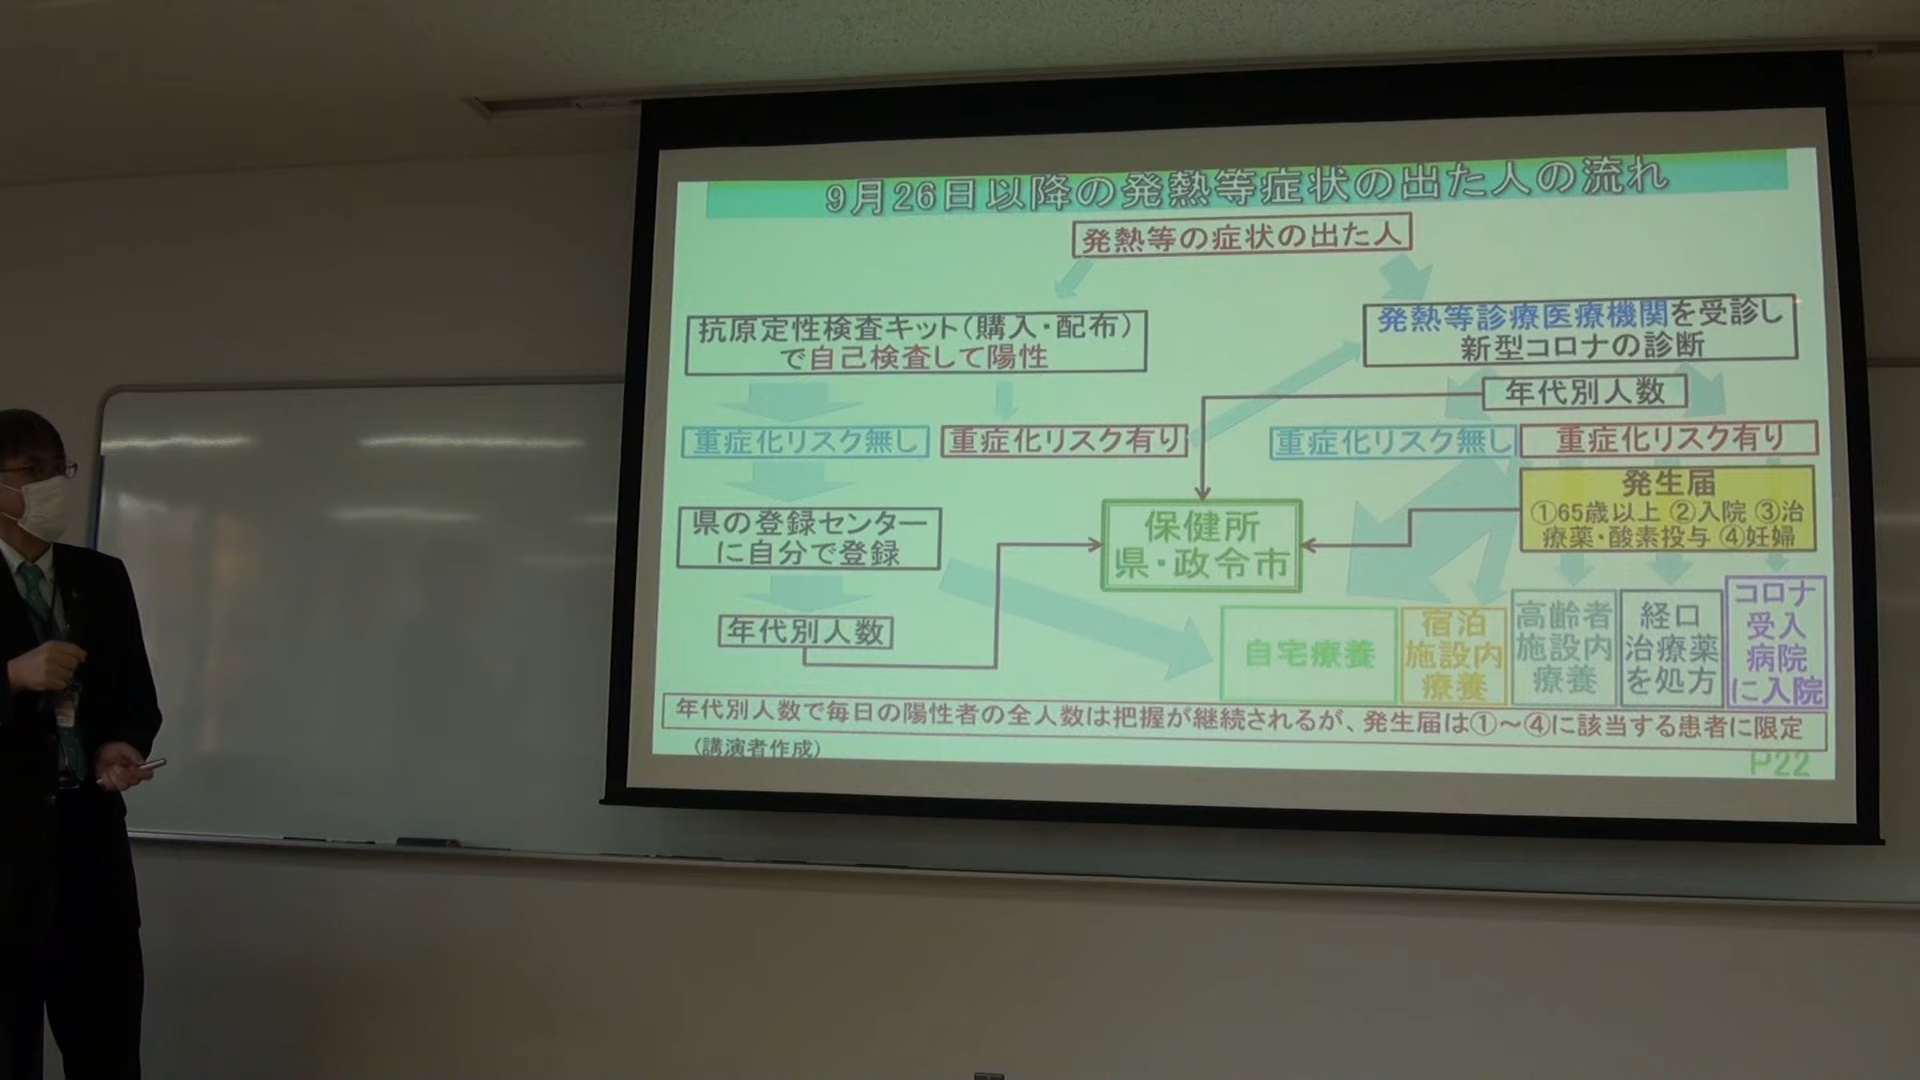 9月26日以降の発熱等症状の出た人の流れ
発熱等の症状の出た人
抗原定性検査キット(購入・配布)
で自己検査して陽性
発熱等診療医療機関を受診し
新型コロナの診断
年代別人数
重症化リスク無し
重症化リスク有り
重症化リスク無し
重症化リスク有り
発生届
①65歳以上 ②入院 ③治
療薬・酸素投与 ④妊婦
県の登録センター
に自分で登録
保健所
県・政令市
年代別人数
自宅療養
宿泊
施設内
療養
高齢者
施設内
療養
経口
治療薬
を処方
コロナ
受入
病院
に入院
年代別人数で毎日の陽性者の全人数は把握が継続されるが、発生届は①～④に該当する患者に限定
(講演者作成)
P22